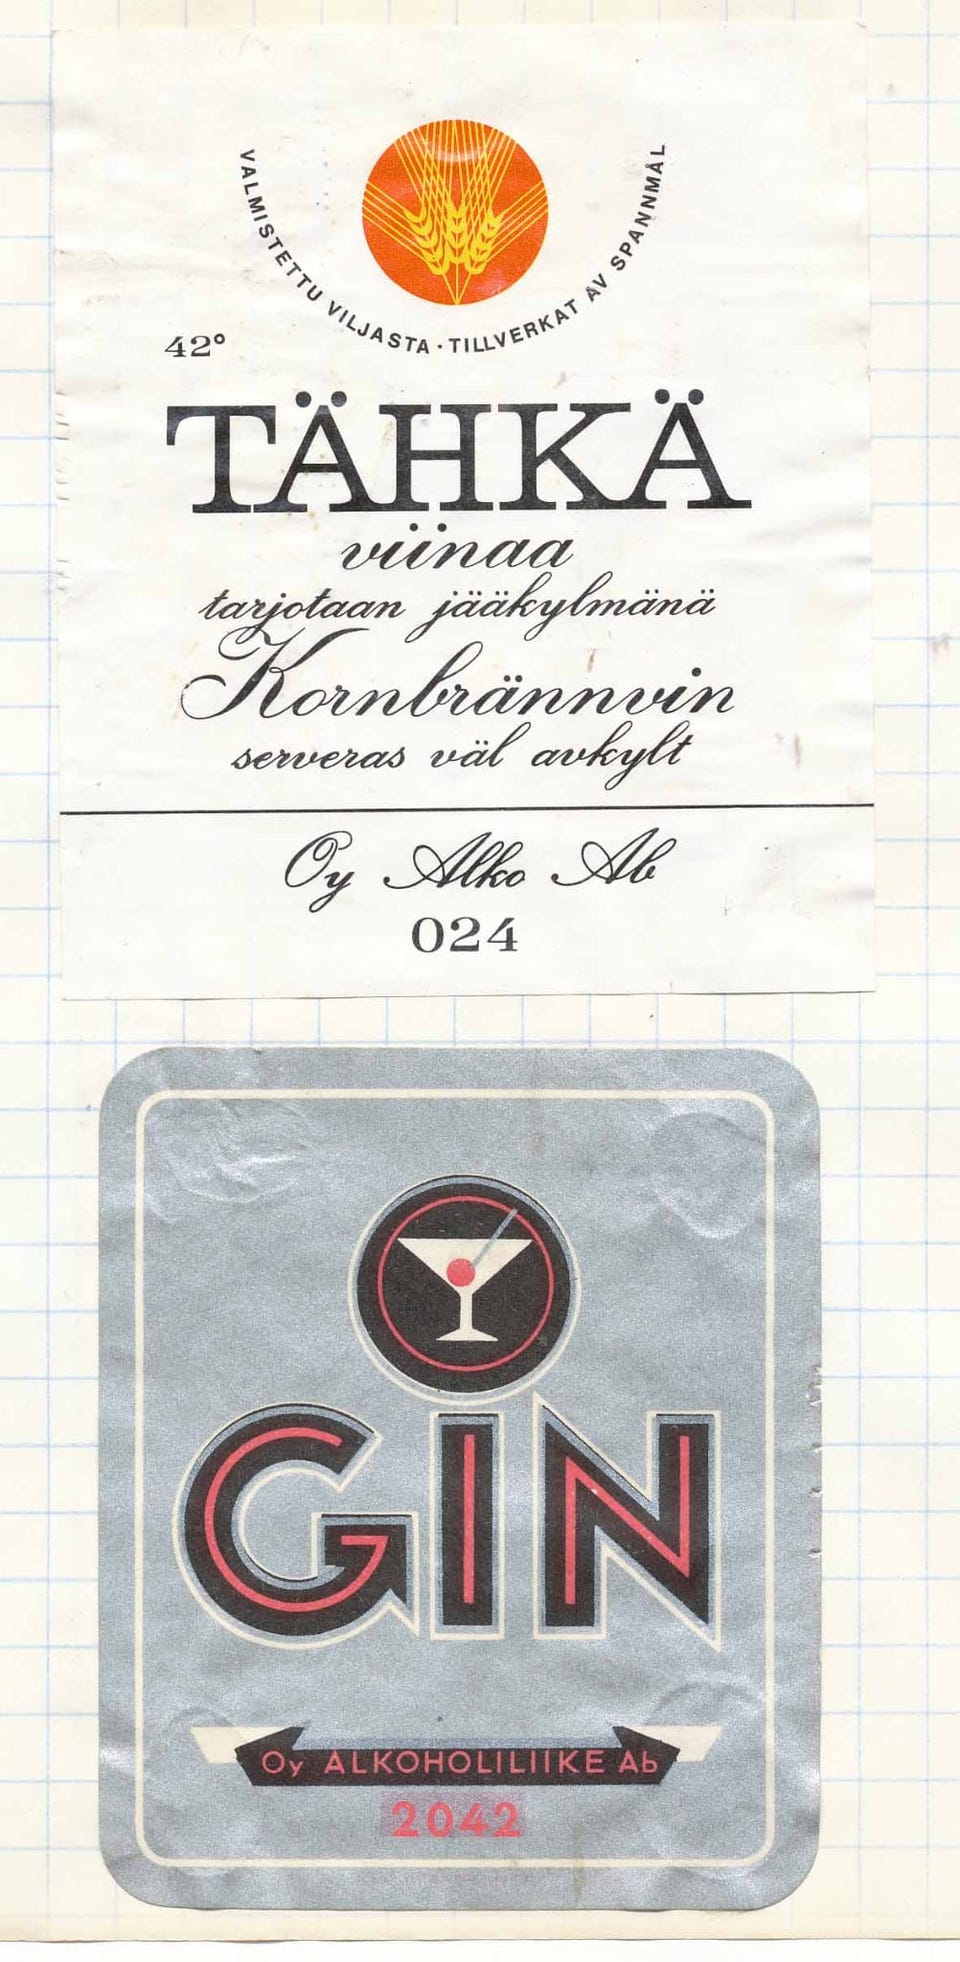 VALMISTETTU VILJASTA · TILLVERKAT AV SPANNMÅL
42°
TÄHKÄ
viinaa
tarjotaan jääkylmänä
Kornbrännvin
serveras väl avkylt
Oy Alko Ab
024
GIN
Oy ALKOHOLILIIKE Ab
2042